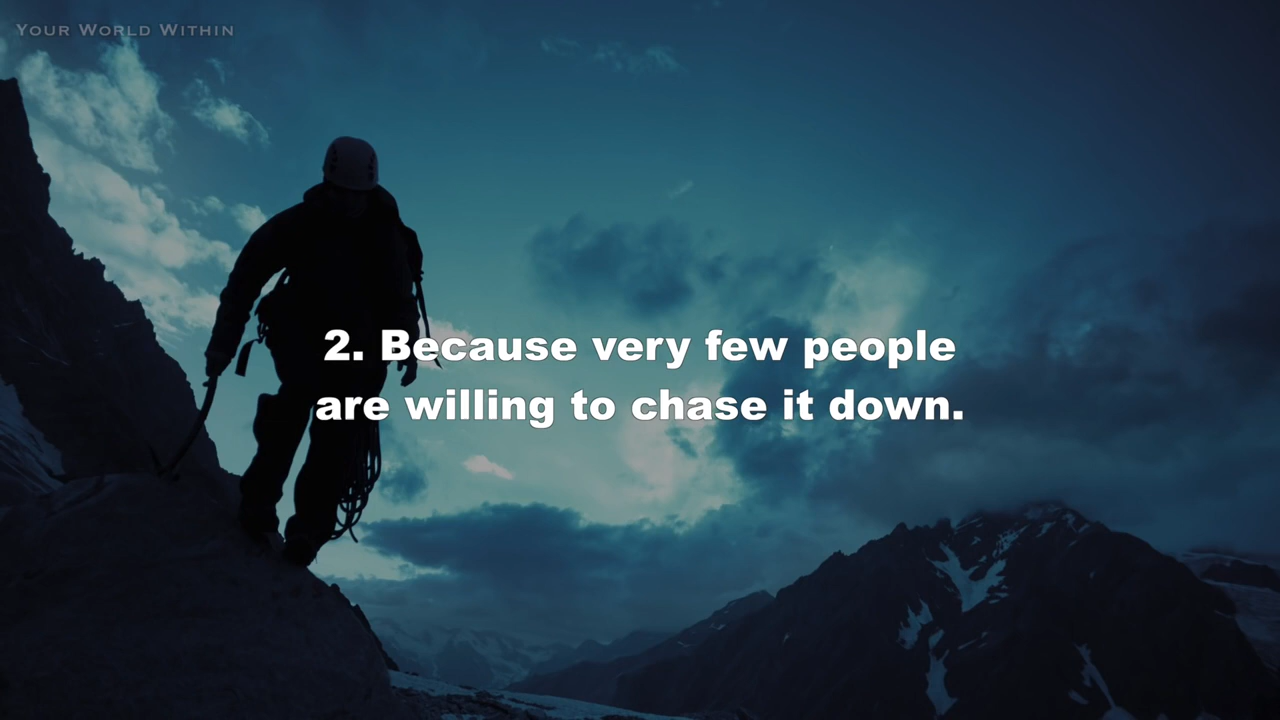 Your World Within
2. Because very few people
are willing to chase it down.